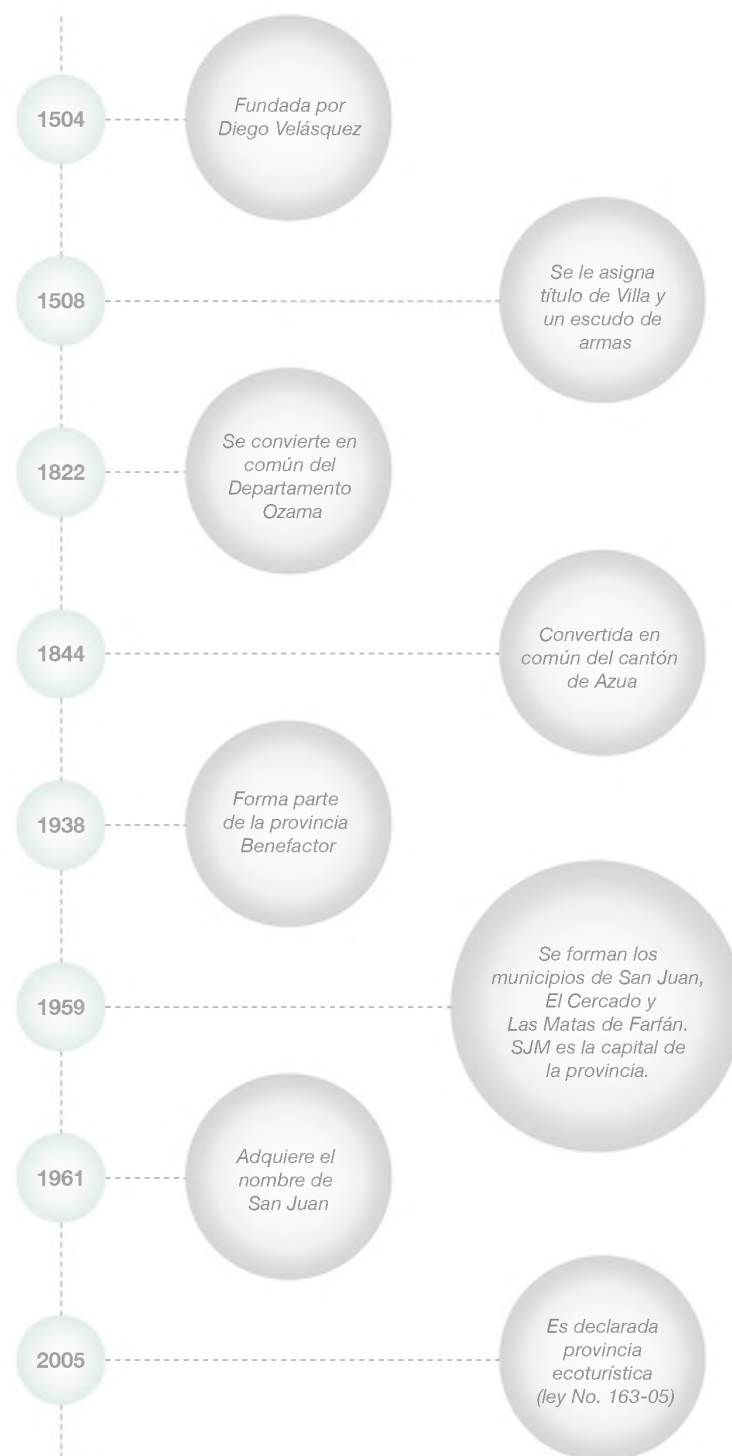 1504
Fundada por
Diego Velásquez
1508
Se le asigna
título de Villa y
un escudo de
armas
1822
Se convierte en
común del
Departamento
Ozama
1844
Convertida en
común del cantón
de Azua
1938
Forma parte
de la provincia
Benefactor
1959
Se forman los
municipios de San Juan,
El Cercado y
Las Matas de Farfán.
SJM es la capital de
la provincia.
1961
Adquiere el
nombre de
San Juan
2005
Es declarada
provincia
ecoturística
(ley No. 163-05)